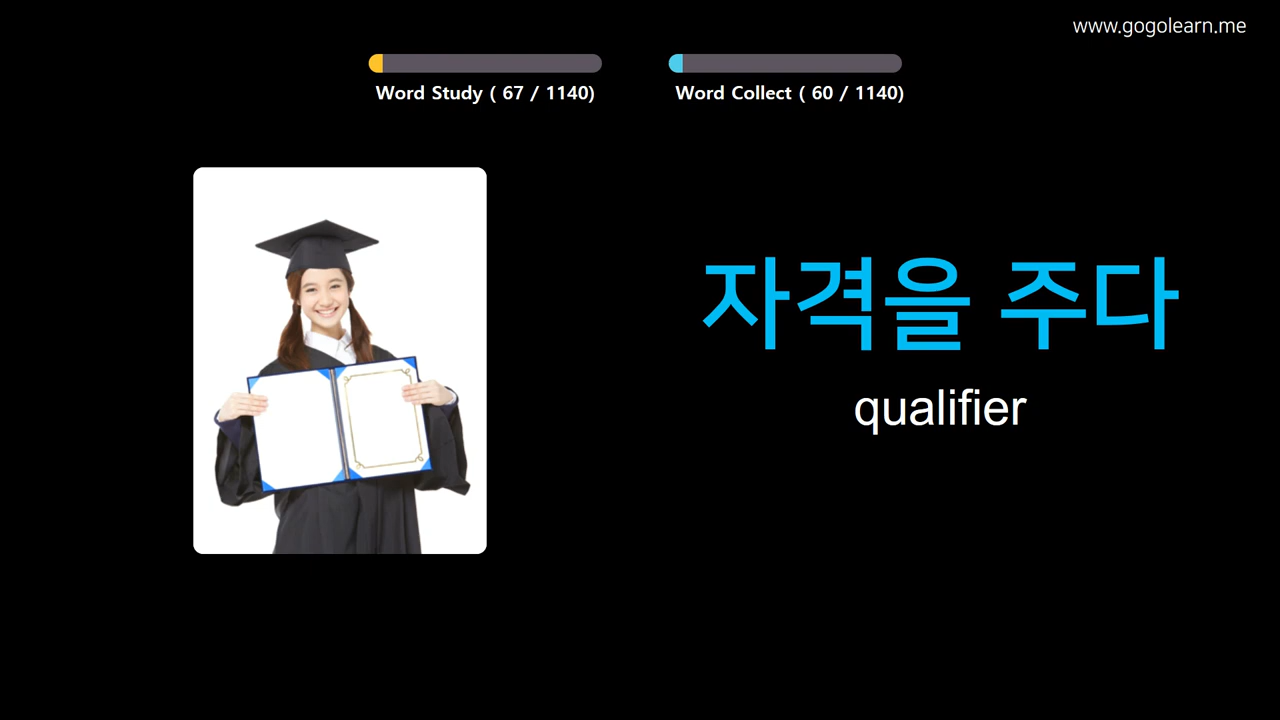 www.gogolearn.me
Word Study ( 67 / 1140)
Word Collect ( 60 / 1140)
자격을 주다
qualifier